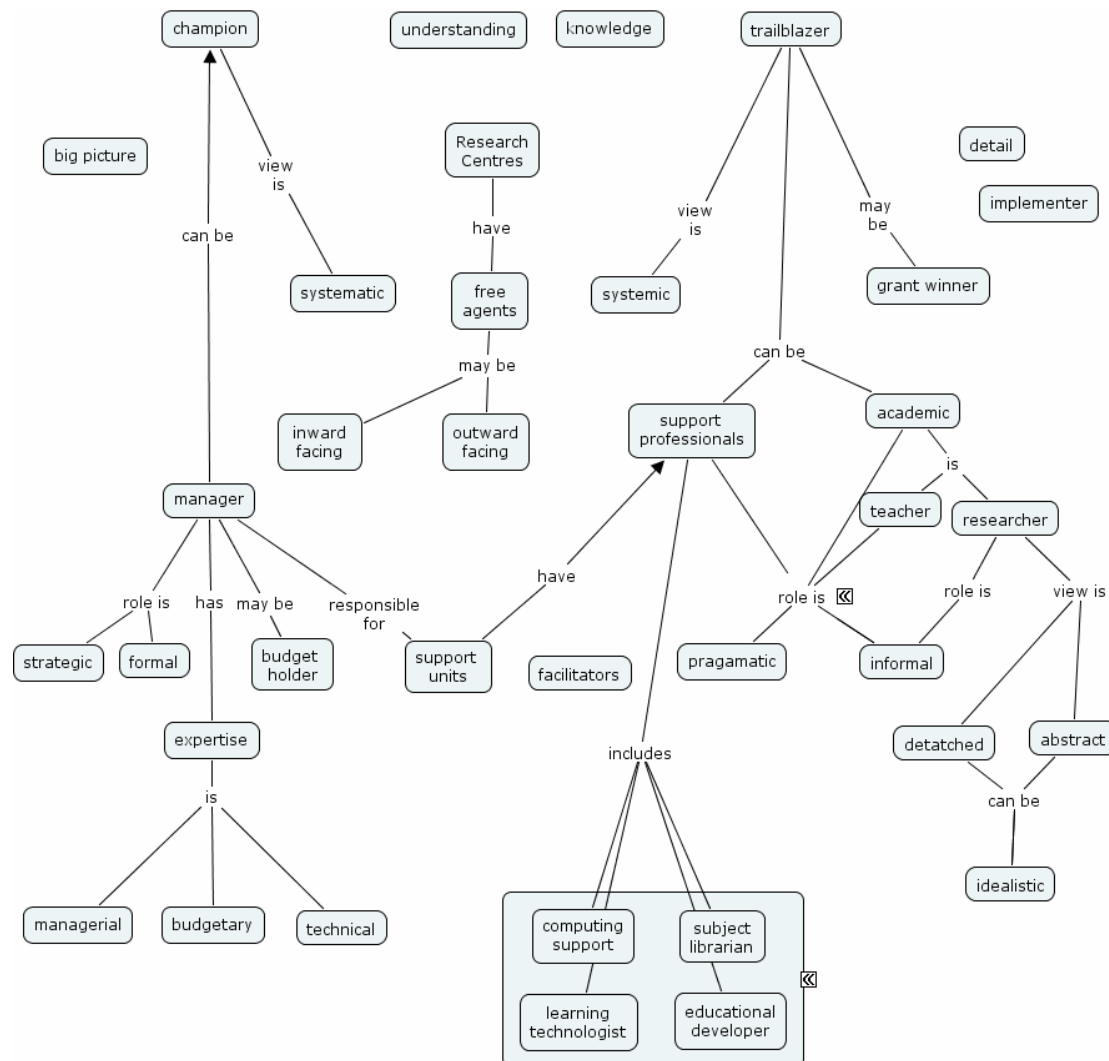 champion
understanding
knowledge
trailblazer
big picture
view
is
Research
Centres
detail
implementer
can be
have
view
is
may
be
systematic
free
agents
systemic
grant winner
may be
can be
inward
facing
outward
facing
support
professionals
academic
is
manager
teacher
researcher
have
role is
has
may be
responsible
for
role is
role is
view is
strategic
formal
budget
holder
support
units
facilitators
pragamatic
informal
expertise
includes
detatched
abstract
is
can be
idealistic
managerial
budgetary
technical
computing
support
subject
librarian
learning
technologist
educational
developer